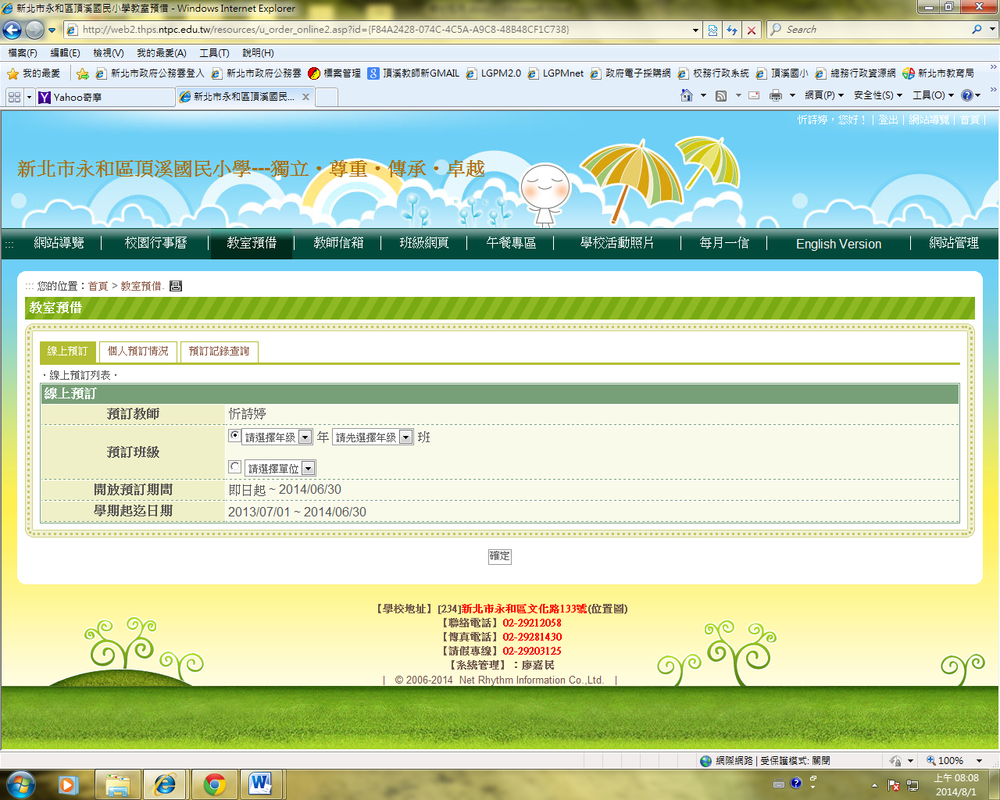 新北市永和區頂溪國民小學教室預借 - Windows Internet Explorer
http://web2.thps.ntpc.edu.tw/resources/u_order_online2.asp?id={F84A2428-074C-4C5A-A9C8-48B48CF1C738}
Search
檔案(F) 編輯(E) 檢視(V) 我的最愛(A) 工具(T) 說明(H)
我的最愛 新北市政府公務雲登入 新北市政府公務雲 標案管理 頂溪教師新GMAIL LGPM2.0 LGPMnet 政府電子採購網 校務行政系統 頂溪國小 總務行政資源網 新北市教育局
Yahoo奇摩 新北市永和區頂溪國民... 網頁(P) 安全性(S) 工具(O)
忻詩婷，您好！ | 登出 | 網站導覽 | 首頁 |
新北市永和區頂溪國民小學---獨立‧尊重‧傳承‧卓越
::: 網站導覽 校園行事曆 教室預借 教師信箱 班級網頁 午餐專區 學校活動照片 每月一信 English Version 網站管理
::: 您的位置：首頁 > 教室預借.
教室預借
線上預訂 個人預訂情況 預訂記錄查詢
‧線上預訂列表‧
線上預訂
預訂教師 忻詩婷
預訂班級 請選擇年級 年 請先選擇年級 班
請選擇單位
開放預訂期間 即日起 ~ 2014/06/30
學期起迄日期 2013/07/01 ~ 2014/06/30
確定
【學校地址】[234]新北市永和區文化路133號(位置圖)
【聯絡電話】02-29212058
【傳真電話】02-29281430
【請假專線】02-29203125
【系統管理】：廖嘉民
| © 2006-2014 Net Rhythm Information Co.,Ltd. |
網際網路 | 受保護模式: 關閉 100%
上午 08:08
2014/8/1